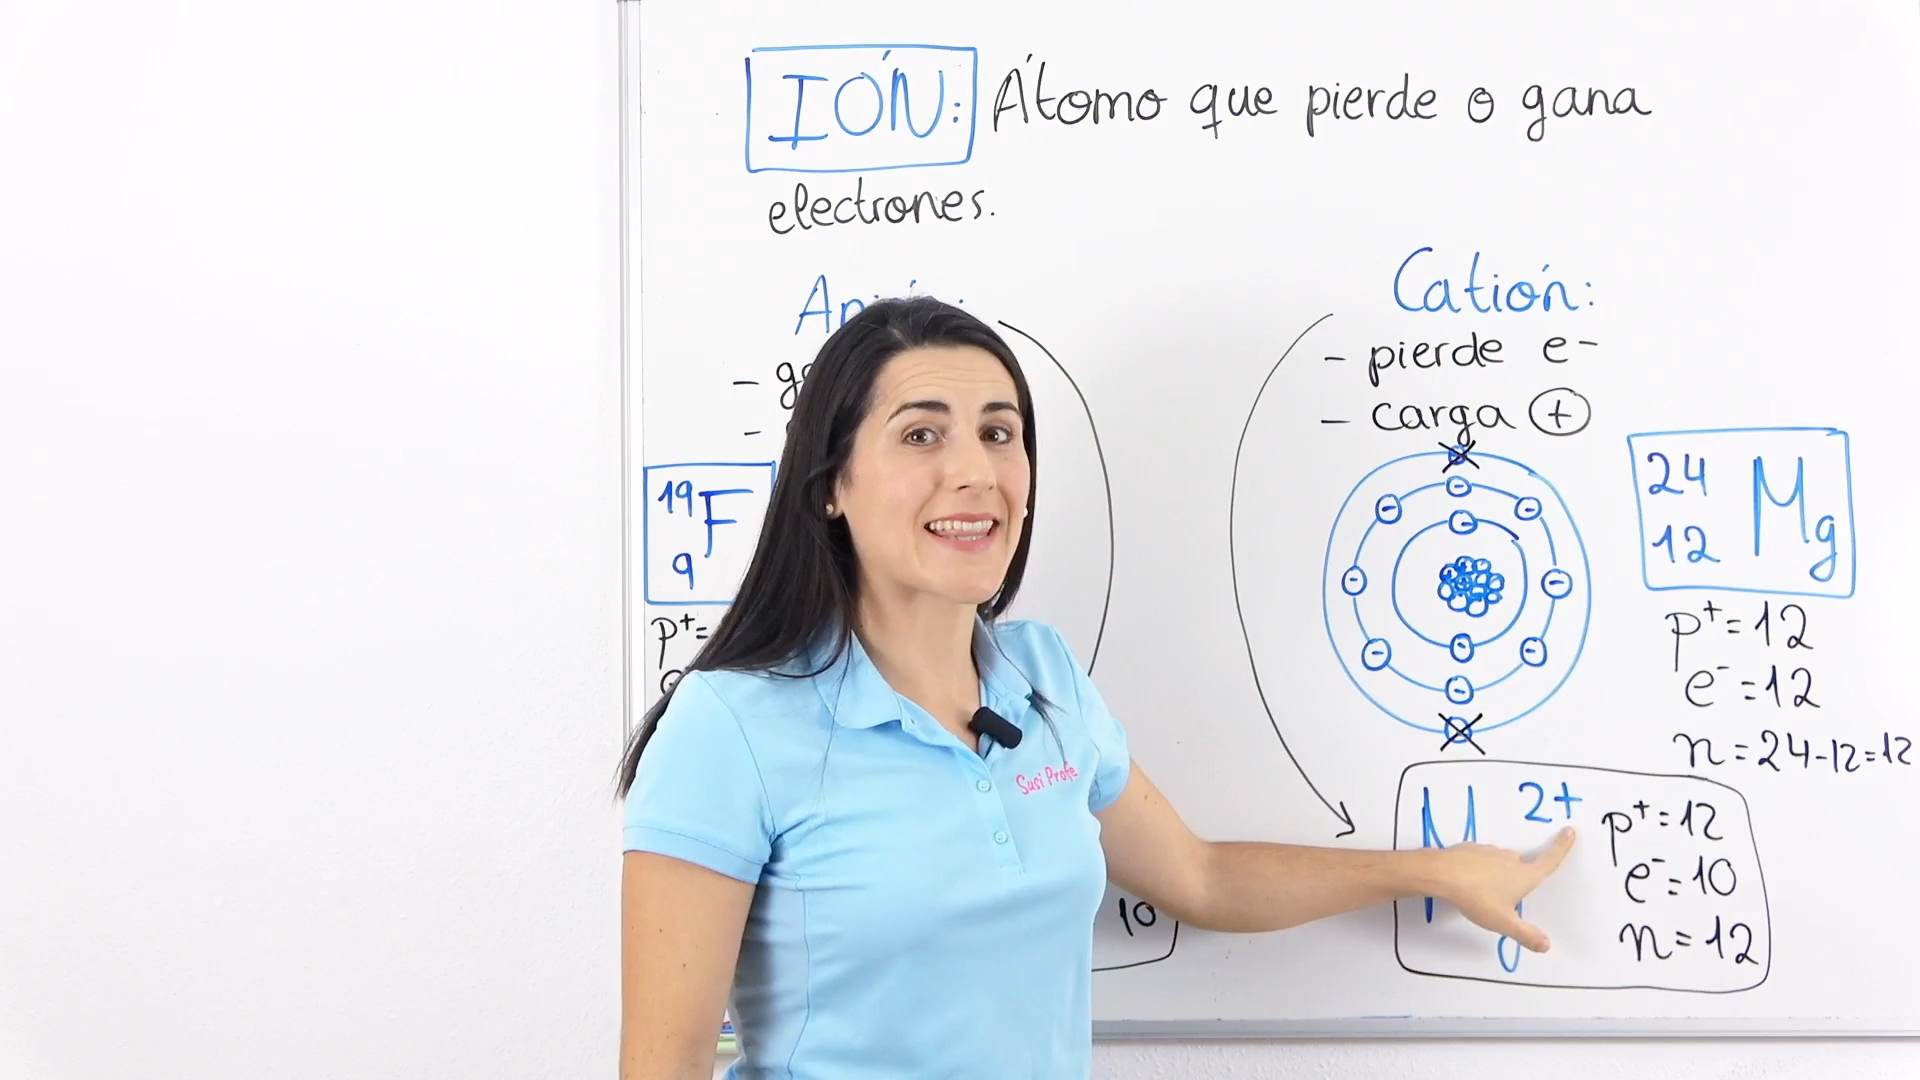 IÓN: Átomo que pierde o gana
electrones.
Catión:
- pierde e-
- carga +
19
F
9
p+=
24
Mg
12
p+ = 12
e- = 12
n = 24-12=12
Mg 2+
p+ = 12
e- = 10
n = 12
10
Susi Profe